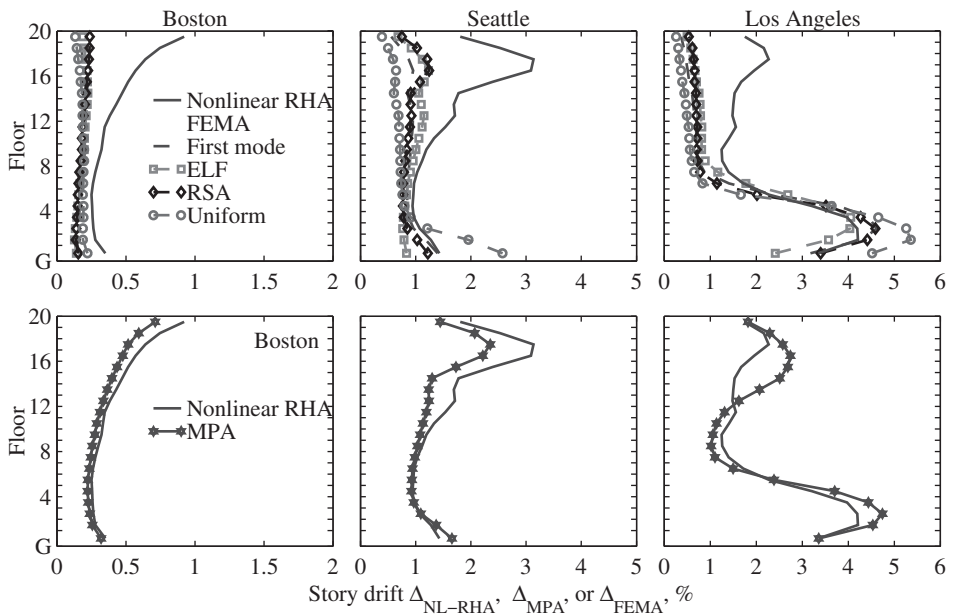 Boston Seattle Los Angeles
20
16
12
8
4
G
Floor
Nonlinear RHA
FEMA
First mode
ELF
RSA
Uniform
0 0.5 1 1.5 2
0 1 2 3 4 5
0 1 2 3 4 5 6
20
16
12
8
4
G
Floor
Boston
Nonlinear RHA
MPA
0 0.5 1 1.5 2
0 1 2 3 4 5
0 1 2 3 4 5 6
Story drift ΔNL−RHA, ΔMPA, or ΔFEMA, %